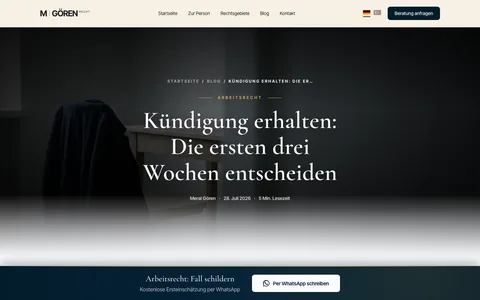 M | GÖREN
Startseite Zur Person Rechtsgebiete Blog Kontakt
Beratung anfragen
STARTSEITE / BLOG / KÜNDIGUNG ERHALTEN: DIE ER…
ARBEITSRECHT
Kündigung erhalten:
Die ersten drei
Wochen entscheiden
Meral Gören · 28. Juli 2026 · 5 Min. Lesezeit
Arbeitsrecht: Fall schildern
Kostenlose Ersteinschätzung per WhatsApp
Per WhatsApp schreiben